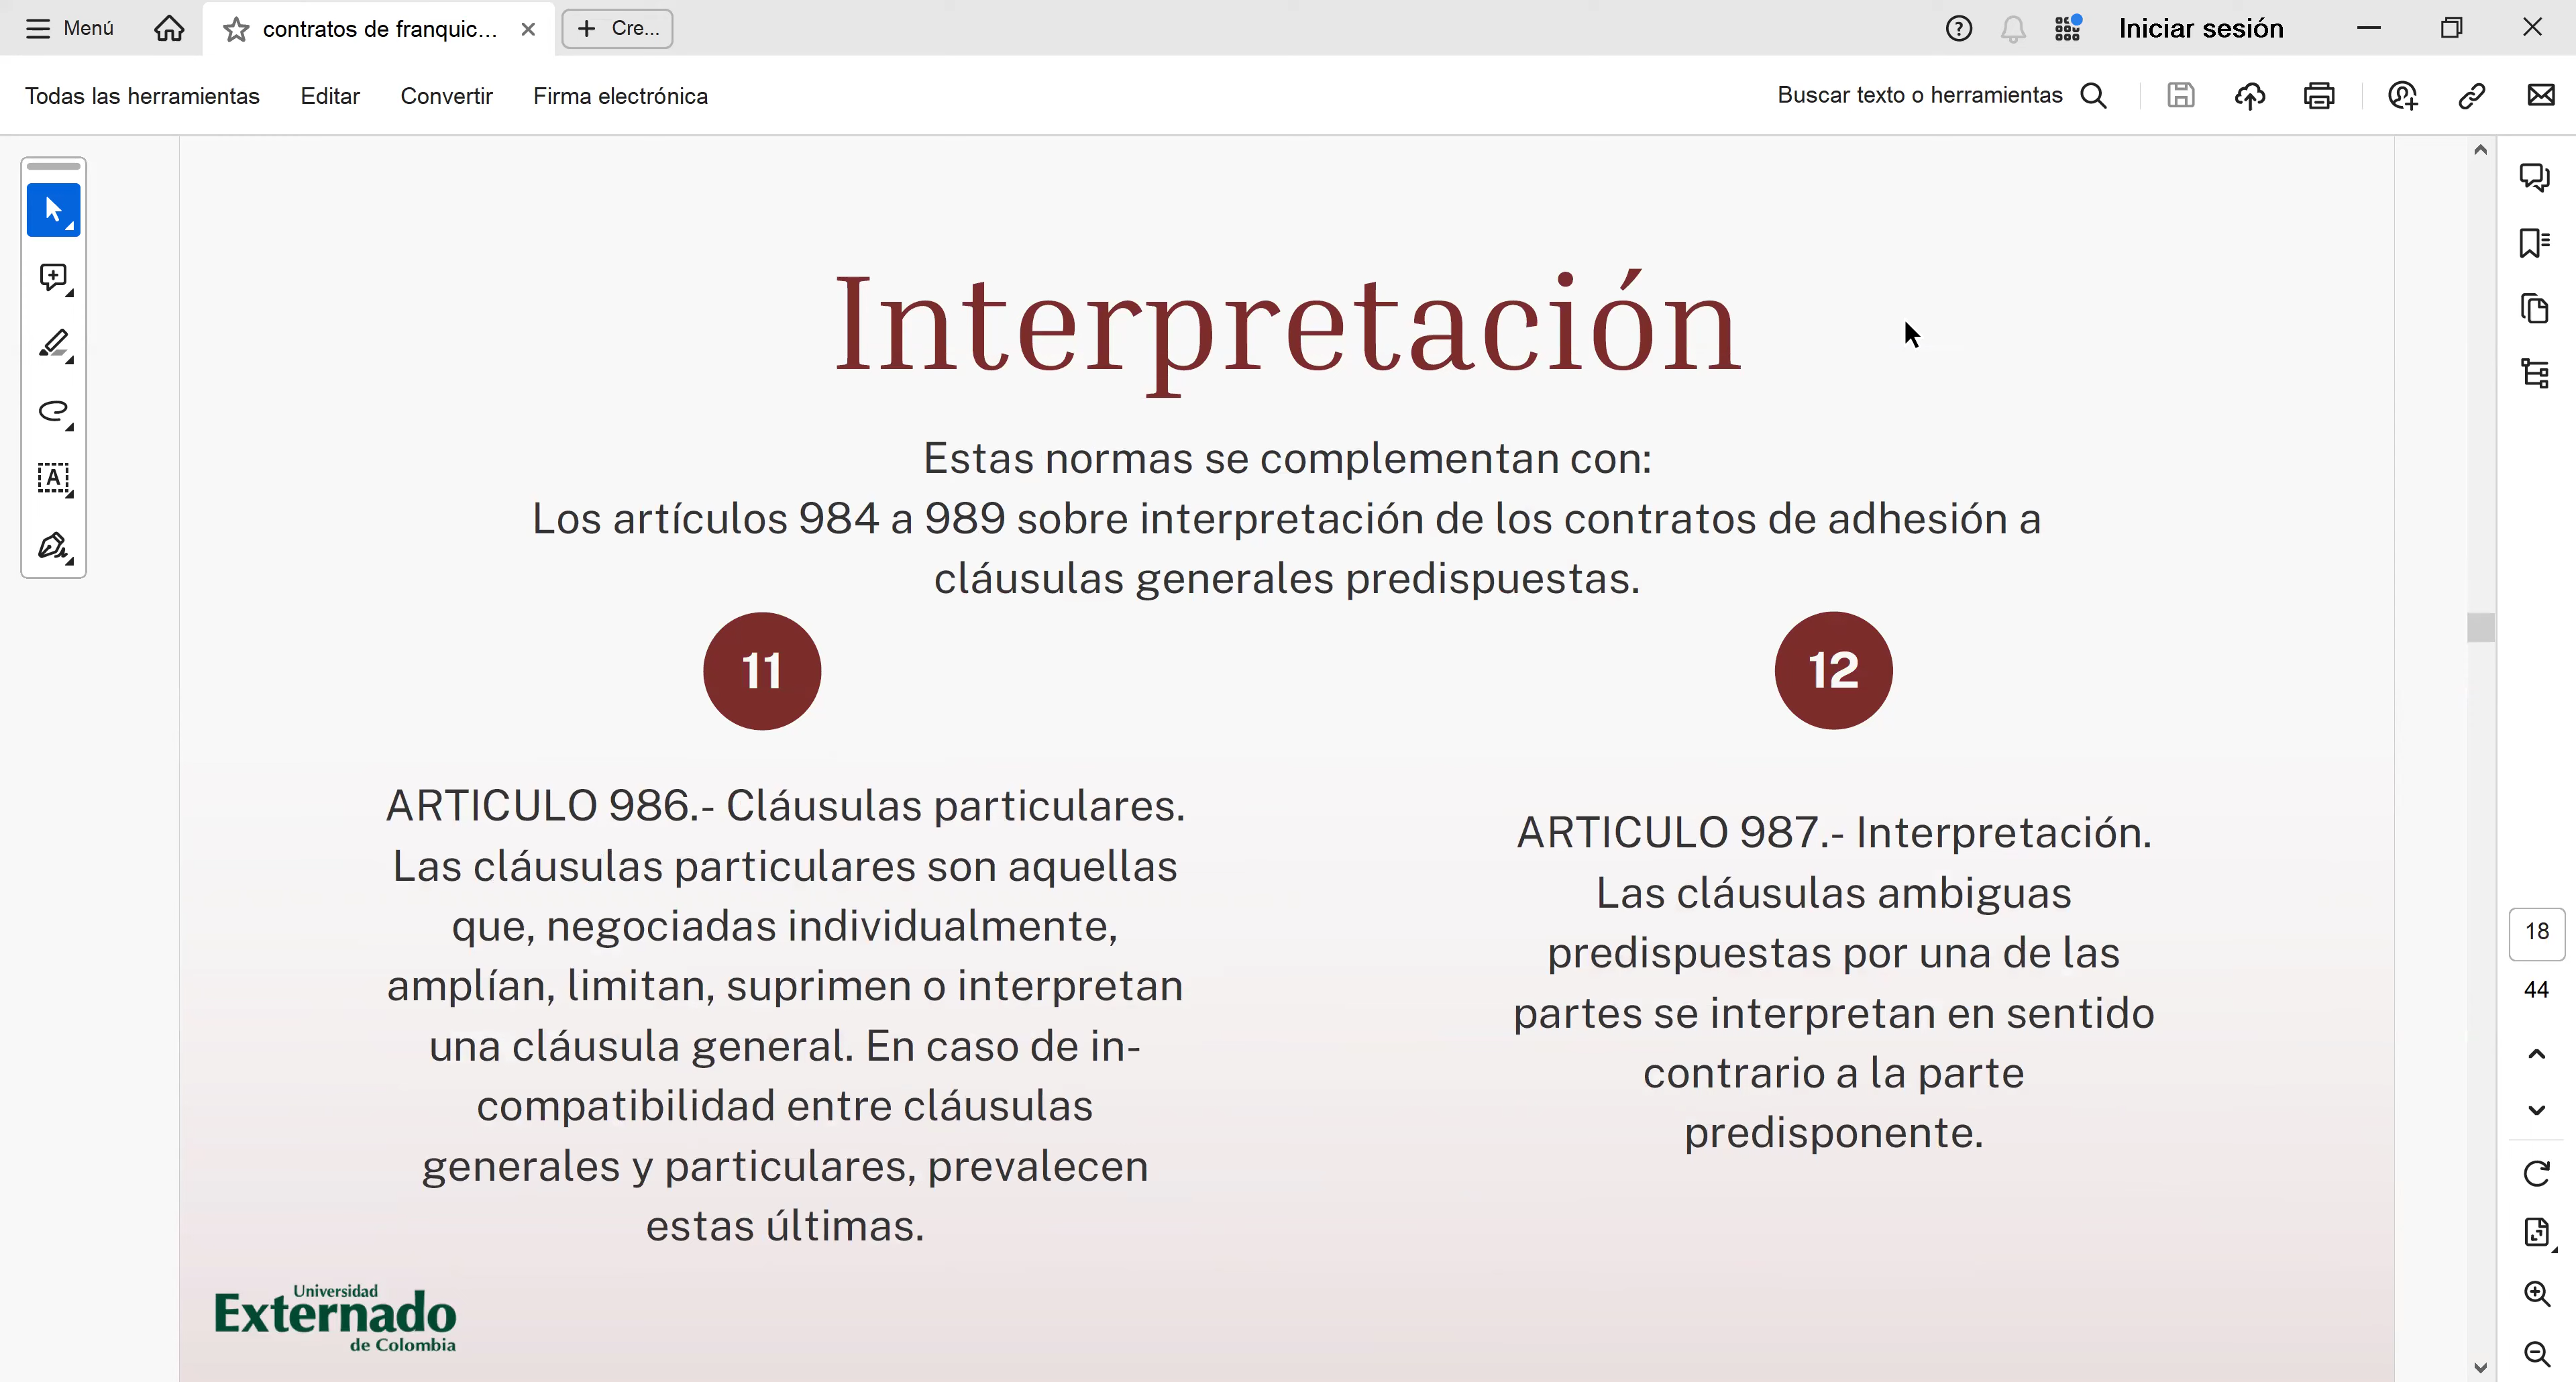 Menú
contratos de franquic...
Cre...
Iniciar sesión
Todas las herramientas
Editar
Convertir
Firma electrónica
Buscar texto o herramientas
Interpretación
Estas normas se complementan con:
Los artículos 984 a 989 sobre interpretación de los contratos de adhesión a
cláusulas generales predispuestas.
11
ARTICULO 986.- Cláusulas particulares.
Las cláusulas particulares son aquellas
que, negociadas individualmente,
amplían, limitan, suprimen o interpretan
una cláusula general. En caso de in-
compatibilidad entre cláusulas
generales y particulares, prevalecen
estas últimas.
12
ARTICULO 987.- Interpretación.
Las cláusulas ambiguas
predispuestas por una de las
partes se interpretan en sentido
contrario a la parte
predisponente.
Universidad
Externado
de Colombia
18
44